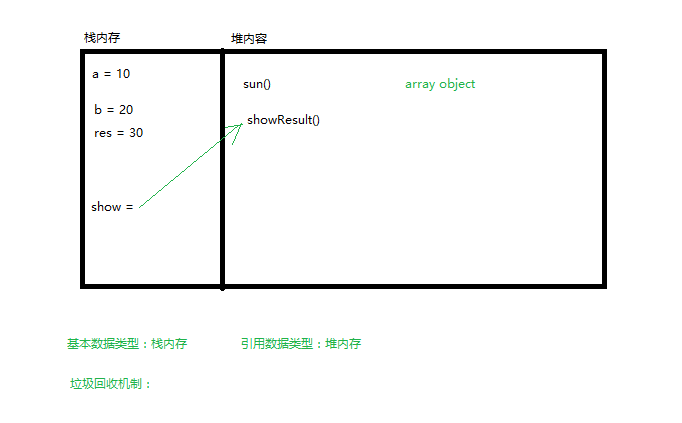 栈内存
堆内容
a = 10
sun()
array object
b = 20
showResult()
res = 30
show =
基本数据类型：栈内存
引用数据类型：堆内存
垃圾回收机制：